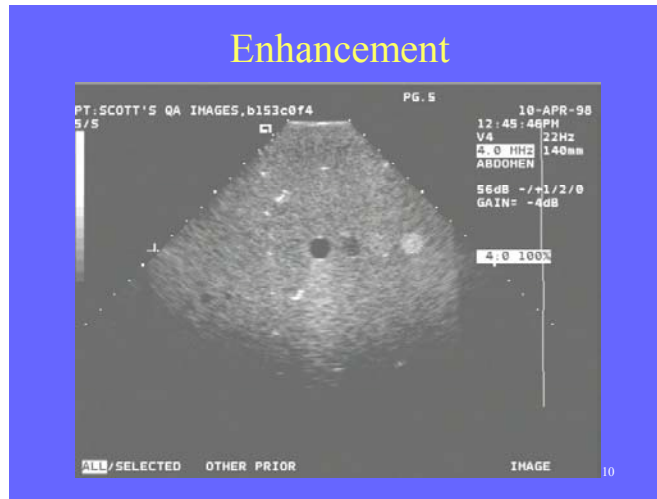 Enhancement
PG.5
PT:SCOTT'S QA IMAGES,b153c0f4
10-APR-98
5/5
12:45:46PM
V4 22Hz
4.0 MHz 140mm
ABDOMEN
56dB -/+1/2/0
GAIN= -4dB
4:0 100%
ALL/SELECTED OTHER PRIOR IMAGE
10